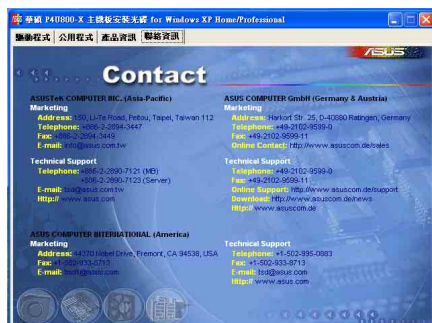 華碩 P4U800-X 主機板安裝光碟 for Windows XP Home/Professional
驅動程式 公用程式 產品資訊 聯絡資訊
ASUS
Contact
ASUSTeK COMPUTER INC. (Asia-Pacific)
Marketing
Address: 150, Li-Te Road, Peitou, Taipei, Taiwan 112
Telephone: +886-2-2894-3447
Fax: +886-2-2894-3449
E-mail: info@asus.com.tw
Technical Support
Telephone: +886-2-2890-7121 (MB)
+886-2-2890-7123 (Server)
E-mail: tsd@asus.com.tw
Http:// www.asus.com
ASUS COMPUTER INTERNATIONAL (America)
Marketing
Address: 44370 Nobel Drive, Fremont, CA 94538, USA
Fax: +1-502-933-8713
E-mail:
ASUS COMPUTER GmbH (Germany & Austria)
Marketing
Address: Harkort Str. 25, D-40880 Ratingen, Germany
Telephone: +49-2102-9599-0
Fax: +49-2102-9599-11
Online Contact: http://www.asuscom.de/sales
Technical Support
Telephone: +49-2102-9599-0
Fax: +49-2102-9599-11
Online Support: http://www.asuscom.de/support
Download: http://www.asuscom.de/news
Http:// www.asuscom.de
Technical Support
Telephone: +1-502-995-0883
Fax: +1-502-933-8713
E-mail: tsd@asus.com
Http:// www.asus.com